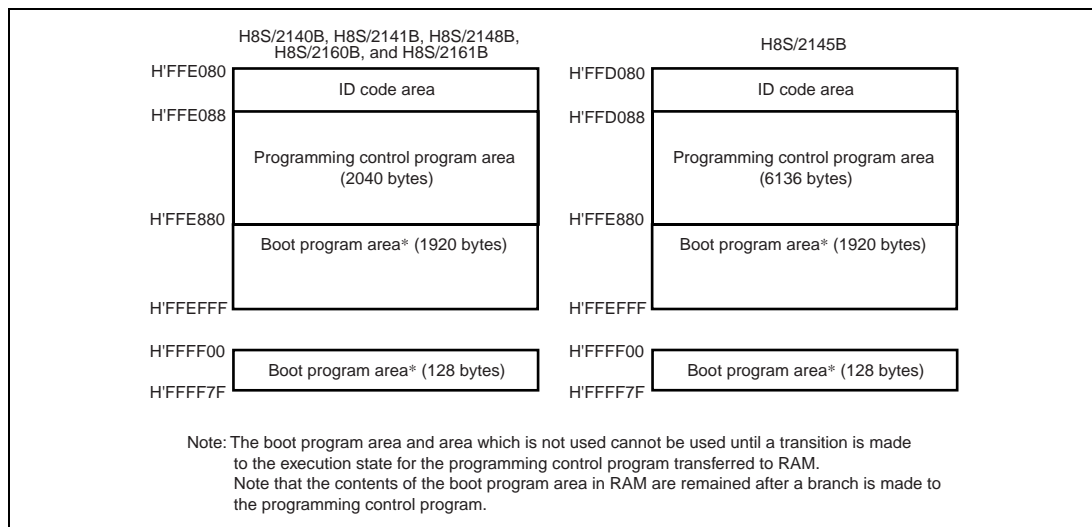 H8S/2140B, H8S/2141B, H8S/2148B,
H8S/2160B, and H8S/2161B
H'FFE080
ID code area
H'FFE088
Programming control program area
(2040 bytes)
H'FFE880
Boot program area* (1920 bytes)
H'FFEFFF
H'FFFF00
Boot program area* (128 bytes)
H'FFFF7F
H8S/2145B
H'FFD080
ID code area
H'FFD088
Programming control program area
(6136 bytes)
H'FFE880
Boot program area* (1920 bytes)
H'FFEFFF
H'FFFF00
Boot program area* (128 bytes)
H'FFFF7F
Note: The boot program area and area which is not used cannot be used until a transition is made
to the execution state for the programming control program transferred to RAM.
Note that the contents of the boot program area in RAM are remained after a branch is made to
the programming control program.